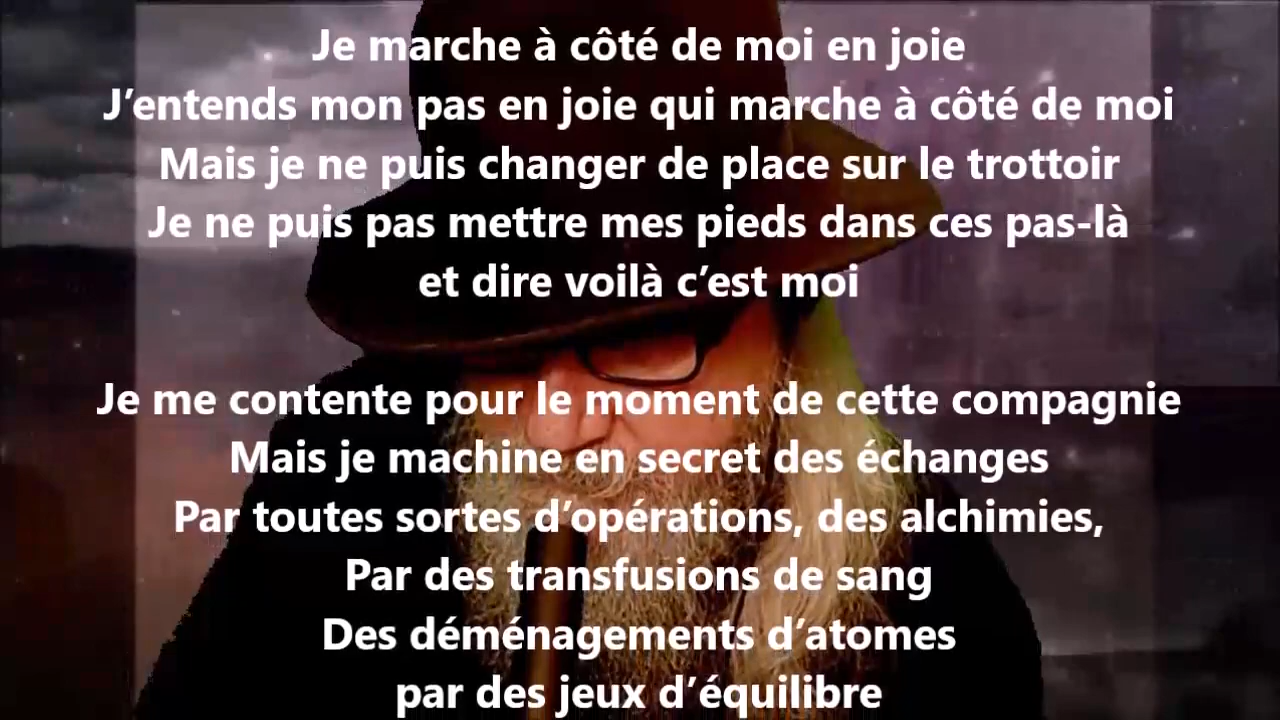 Je marche à côté de moi en joie
J’entends mon pas en joie qui marche à côté de moi
Mais je ne puis changer de place sur le trottoir
Je ne puis pas mettre mes pieds dans ces pas-là
et dire voilà c’est moi
Je me contente pour le moment de cette compagnie
Mais je machine en secret des échanges
Par toutes sortes d’opérations, des alchimies,
Par des transfusions de sang
Des déménagements d’atomes
par des jeux d’équilibre